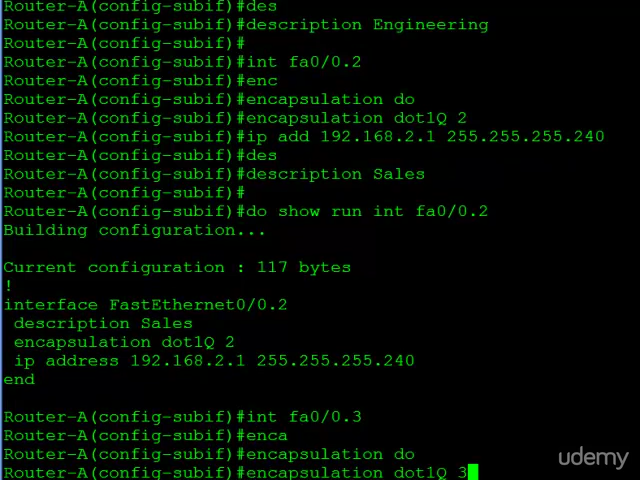 Router-A(config-subif)#des
Router-A(config-subif)#description Engineering
Router-A(config-subif)#
Router-A(config-subif)#int fa0/0.2
Router-A(config-subif)#enc
Router-A(config-subif)#encapsulation do
Router-A(config-subif)#encapsulation dot1Q 2
Router-A(config-subif)#ip add 192.168.2.1 255.255.255.240
Router-A(config-subif)#des
Router-A(config-subif)#description Sales
Router-A(config-subif)#
Router-A(config-subif)#do show run int fa0/0.2
Building configuration...
Current configuration : 117 bytes
!
interface FastEthernet0/0.2
description Sales
encapsulation dot1Q 2
ip address 192.168.2.1 255.255.255.240
end
Router-A(config-subif)#int fa0/0.3
Router-A(config-subif)#enca
Router-A(config-subif)#encapsulation do
Router-A(config-subif)#encapsulation dot1Q 3
udemy